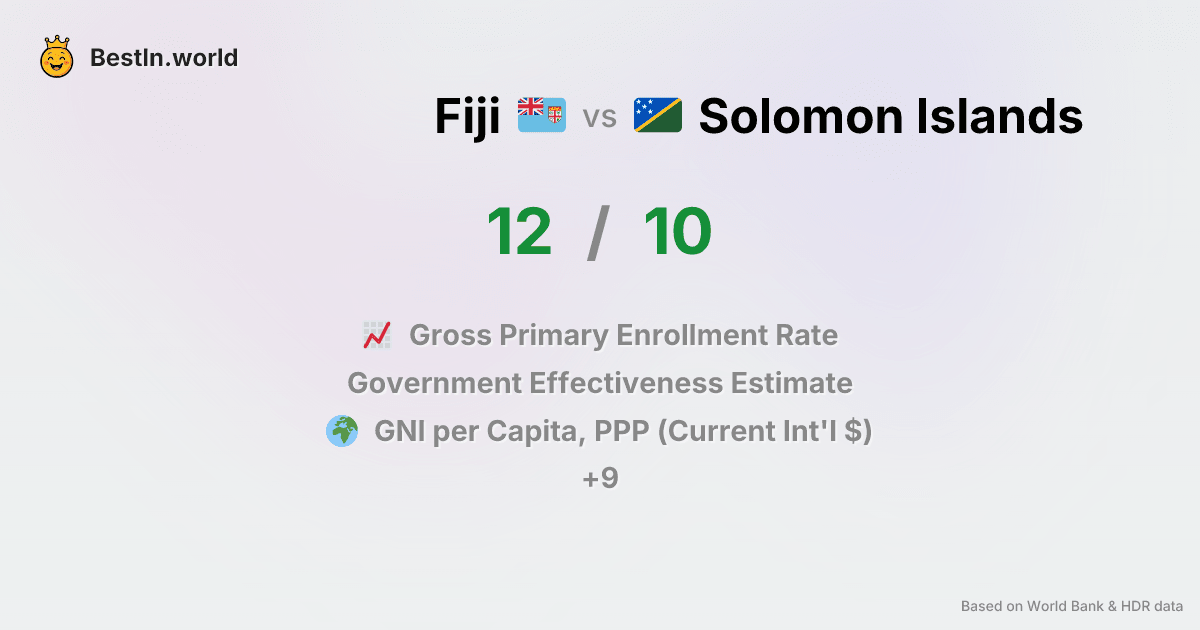 BestIn.world
Fiji vs Solomon Islands
12 / 10
Gross Primary Enrollment Rate
Government Effectiveness Estimate
GNI per Capita, PPP (Current Int'l $)
+9
Based on World Bank & HDR data